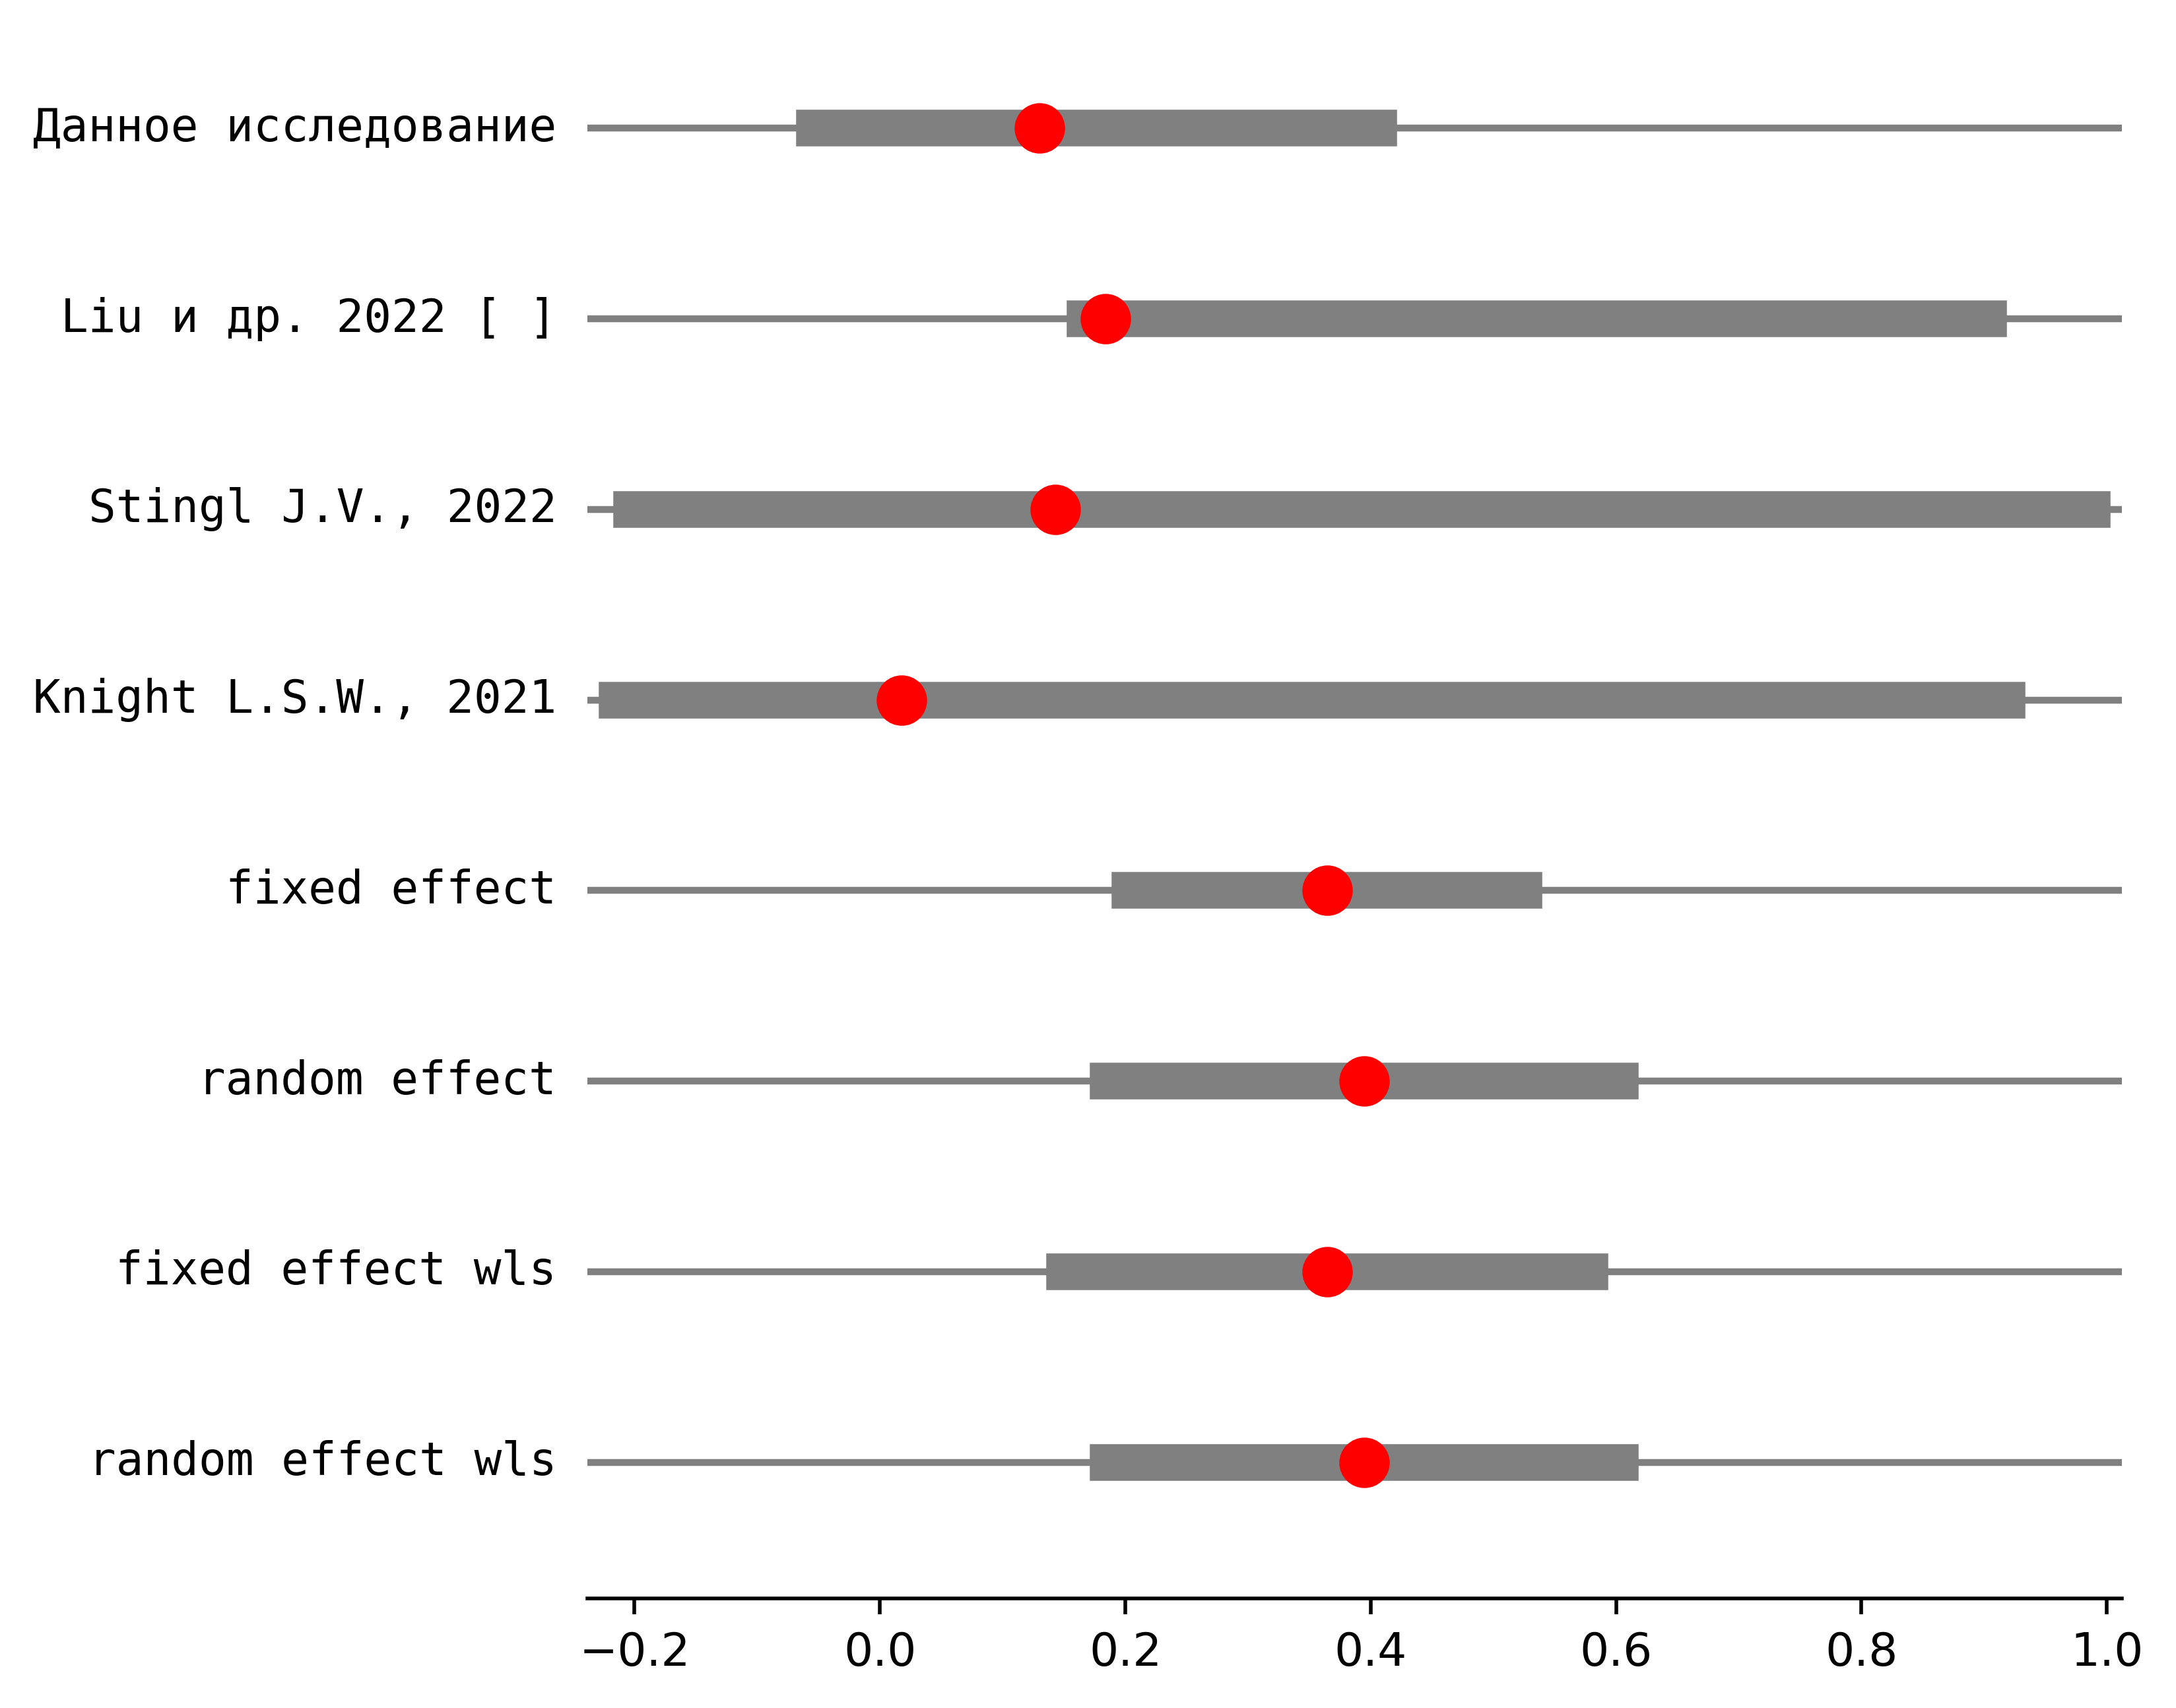 Данное исследование
Liu и др. 2022 [ ]
Stingl J.V., 2022
Knight L.S.W., 2021
fixed effect
random effect
fixed effect wls
random effect wls
−0.2 0.0 0.2 0.4 0.6 0.8 1.0